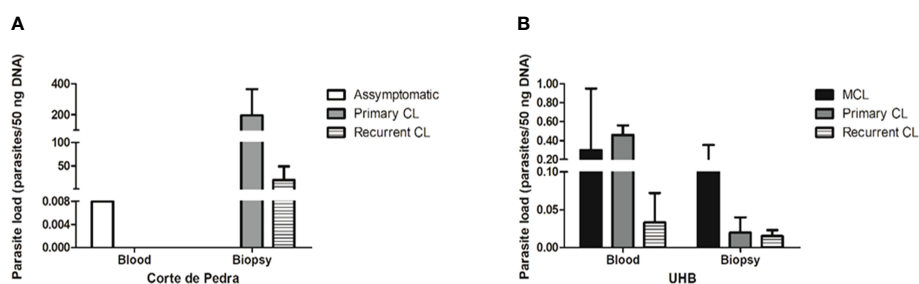 A
Parasite load (parasites/50 ng DNA)
400
200
100
50
0.008
0.004
0.000
Blood
Biopsy
Corte de Pedra
Assymptomatic
Primary CL
Recurrent CL
B
Parasite load (parasites/50 ng DNA)
1.00
0.80
0.60
0.40
0.20
0.10
0.05
0.00
Blood
Biopsy
UHB
MCL
Primary CL
Recurrent CL